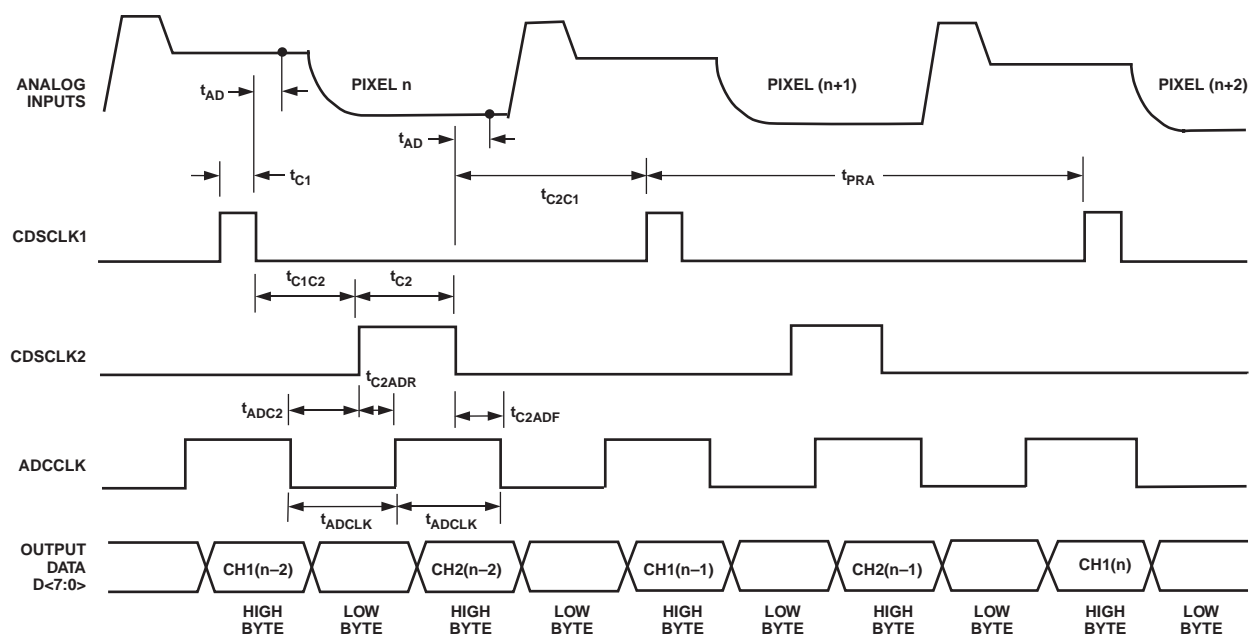 ANALOG
INPUTS
PIXEL n
PIXEL (n+1)
PIXEL (n+2)
tAD
tAD
tC1
tC2C1
tPRA
CDSCLK1
tC1C2
tC2
CDSCLK2
tC2ADR
tADC2
tC2ADF
ADCCLK
tADCLK
tADCLK
OUTPUT
DATA
D<7:0>
CH1(n–2)
CH2(n–2)
CH1(n–1)
CH2(n–1)
CH1(n)
HIGH
BYTE
LOW
BYTE
HIGH
BYTE
LOW
BYTE
HIGH
BYTE
LOW
BYTE
HIGH
BYTE
LOW
BYTE
HIGH
BYTE
LOW
BYTE